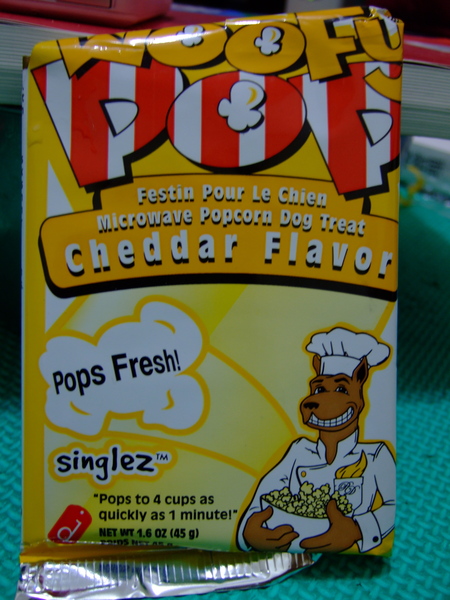 WOOFY
POP
Festin Pour Le Chien
Microwave Popcorn Dog Treat
Cheddar Flavor
Pops Fresh!
singlez™
"Pops to 4 cups as
quickly as 1 minute!"
NET WT 1.6 OZ (45 g)